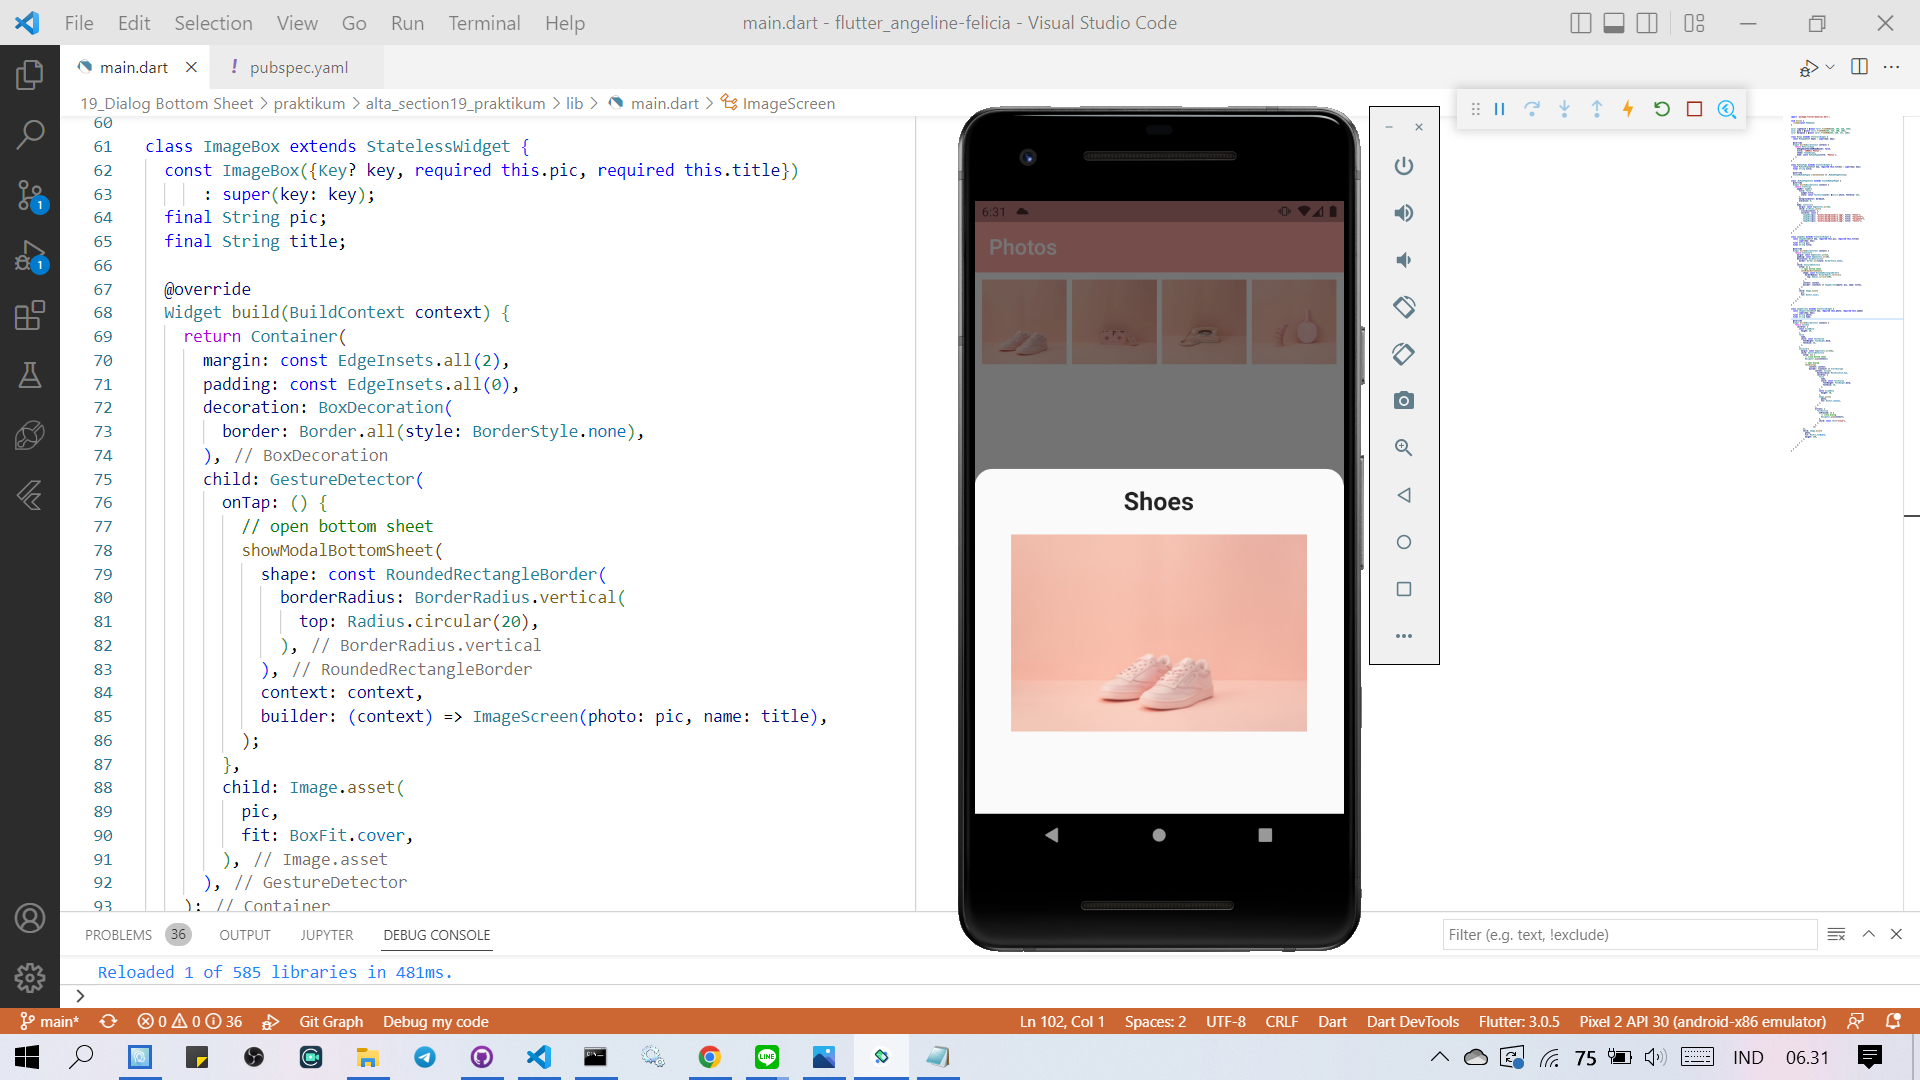 File Edit Selection View Go Run Terminal Help
main.dart - flutter_angeline-felicia - Visual Studio Code
main.dart
! pubspec.yaml
19_Dialog Bottom Sheet > praktikum > alta_section19_praktikum > lib > main.dart > ImageScreen
60
61 class ImageBox extends StatelessWidget {
62 const ImageBox({Key? key, required this.pic, required this.title})
63 : super(key: key);
64 final String pic;
65 final String title;
66
67 @override
68 Widget build(BuildContext context) {
69 return Container(
70 margin: const EdgeInsets.all(2),
71 padding: const EdgeInsets.all(0),
72 decoration: BoxDecoration(
73 border: Border.all(style: BorderStyle.none),
74 ), // BoxDecoration
75 child: GestureDetector(
76 onTap: () {
77 // open bottom sheet
78 showModalBottomSheet(
79 shape: const RoundedRectangleBorder(
80 borderRadius: BorderRadius.vertical(
81 top: Radius.circular(20),
82 ), // BorderRadius.vertical
83 ), // RoundedRectangleBorder
84 context: context,
85 builder: (context) => ImageScreen(photo: pic, name: title),
86 );
87 },
88 child: Image.asset(
89 pic,
90 fit: BoxFit.cover,
91 ), // Image.asset
92 ), // GestureDetector
93 ); // Container
1
1
6:31
Photos
Shoes
PROBLEMS 36 OUTPUT JUPYTER DEBUG CONSOLE
Filter (e.g. text, !exclude)
Reloaded 1 of 585 libraries in 481ms.
>
main* 0 0 36 Git Graph Debug my code
Ln 102, Col 1 Spaces: 2 UTF-8 CRLF Dart Dart DevTools Flutter: 3.0.5 Pixel 2 API 30 (android-x86 emulator)
LINE
75 IND 06.31